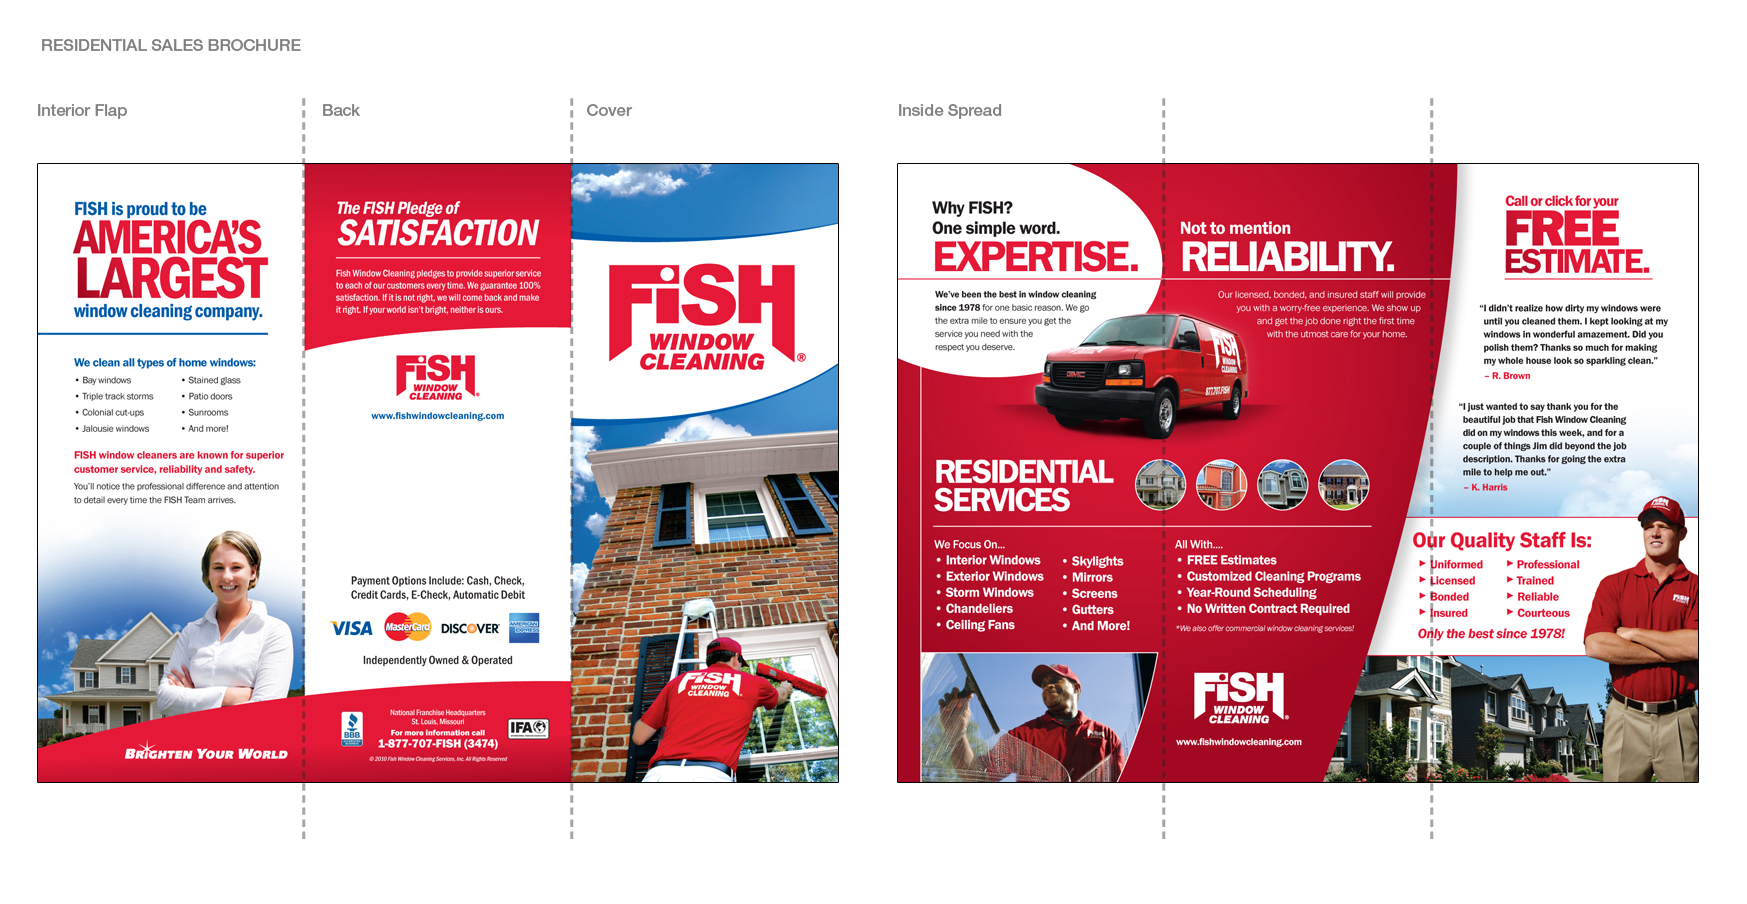 RESIDENTIAL SALES BROCHURE
Interior Flap
Back
Cover
Inside Spread
FISH is proud to be
AMERICA'S
LARGEST
window cleaning company.
We clean all types of home windows:
• Bay windows
• Triple track storms
• Colonial cut-ups
• Jalousie windows
• Stained glass
• Patio doors
• Sunrooms
• And more!
FISH window cleaners are known for superior
customer service, reliability and safety.
You'll notice the professional difference and attention
to detail every time the FISH Team arrives.
BRIGHTEN YOUR WORLD
The FISH Pledge of
SATISFACTION
Fish Window Cleaning pledges to provide superior service
to each of our customers every time. We guarantee 100%
satisfaction. If it is not right, we will come back and make
it right. If your world isn't bright, neither is ours.
FiSH
WINDOW
CLEANING®
www.fishwindowcleaning.com
Payment Options Include: Cash, Check,
Credit Cards, E-Check, Automatic Debit
VISA
MasterCard
DISCOVER
AMERICAN
EXPRESS
Independently Owned & Operated
BBB
National Franchise Headquarters
St. Louis, Missouri
For more information call
1-877-707-FISH (3474)
© 2010 Fish Window Cleaning Services, Inc. All Rights Reserved
IFA
FiSH
WINDOW
CLEANING®
FiSH
WINDOW
CLEANING
Why FISH?
One simple word.
EXPERTISE.
We've been the best in window cleaning
since 1978 for one basic reason. We go
the extra mile to ensure you get the
service you need with the
respect you deserve.
Not to mention
RELIABILITY.
Our licensed, bonded, and insured staff will provide
you with a worry-free experience. We show up
and get the job done right the first time
with the utmost care for your home.
GMC
FiSH
WINDOW
CLEANING
877.707.FISH
RESIDENTIAL
SERVICES
We Focus On...
• Interior Windows
• Exterior Windows
• Storm Windows
• Chandeliers
• Ceiling Fans
• Skylights
• Mirrors
• Screens
• Gutters
• And More!
All With....
• FREE Estimates
• Customized Cleaning Programs
• Year-Round Scheduling
• No Written Contract Required
*We also offer commercial window cleaning services!
FiSH
WINDOW
CLEANING®
www.fishwindowcleaning.com
Call or click for your
FREE
ESTIMATE.
“I didn't realize how dirty my windows were
until you cleaned them. I kept looking at my
windows in wonderful amazement. Did you
polish them? Thanks so much for making
my whole house look so sparkling clean.”
– R. Brown
“I just wanted to say thank you for the
beautiful job that Fish Window Cleaning
did on my windows this week, and for a
couple of things Jim did beyond the job
description. Thanks for going the extra
mile to help me out.”
– K. Harris
Our Quality Staff Is:
Uniformed
Licensed
Bonded
Insured
Professional
Trained
Reliable
Courteous
Only the best since 1978!
FiSH
FiSH